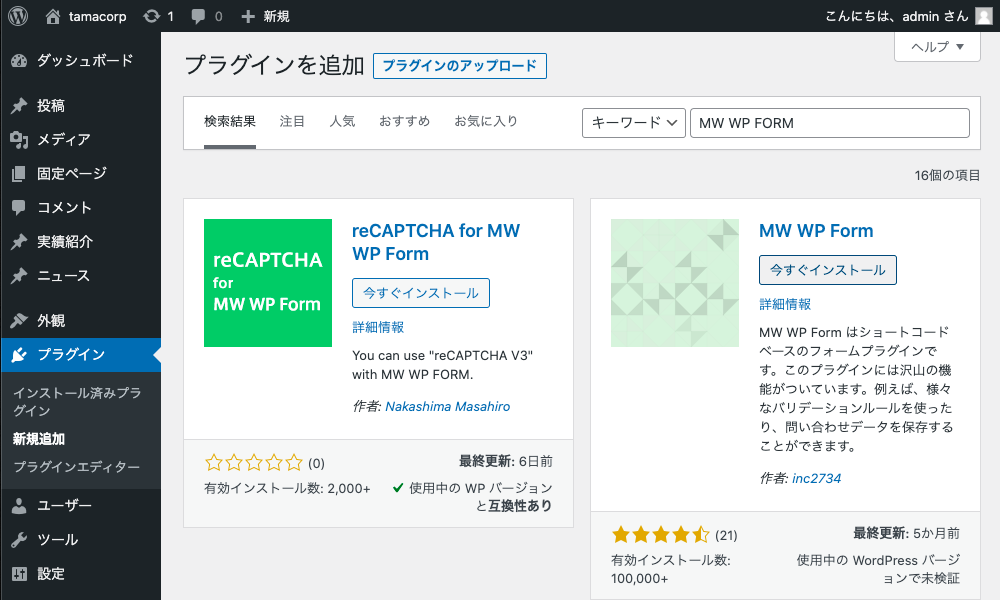 tamacorp 1 0 新規
こんにちは、admin さん
ダッシュボード
投稿
メディア
固定ページ
コメント
実績紹介
ニュース
外観
プラグイン
インストール済みプラ
グイン
新規追加
プラグインエディター
ユーザー
ツール
設定
ヘルプ
プラグインを追加
プラグインのアップロード
検索結果 注目 人気 おすすめ お気に入り
キーワード MW WP FORM
16個の項目
reCAPTCHA
for
MW WP Form
reCAPTCHA for MW
WP Form
今すぐインストール
詳細情報
You can use "reCAPTCHA V3"
with MW WP FORM.
作者: Nakashima Masahiro
(0)
最終更新: 6日前
有効インストール数: 2,000+
使用中の WP バージョン
と互換性あり
MW WP Form
今すぐインストール
詳細情報
MW WP Form はショートコード
ベースのフォームプラグインで
す。このプラグインには沢山の機
能がついています。例えば、様々
なバリデーションルールを使った
り、問い合わせデータを保存する
ことができます。
作者: inc2734
(21)
最終更新: 5か月前
有効インストール数:
100,000+
使用中の WordPress バージ
ョンで未検証